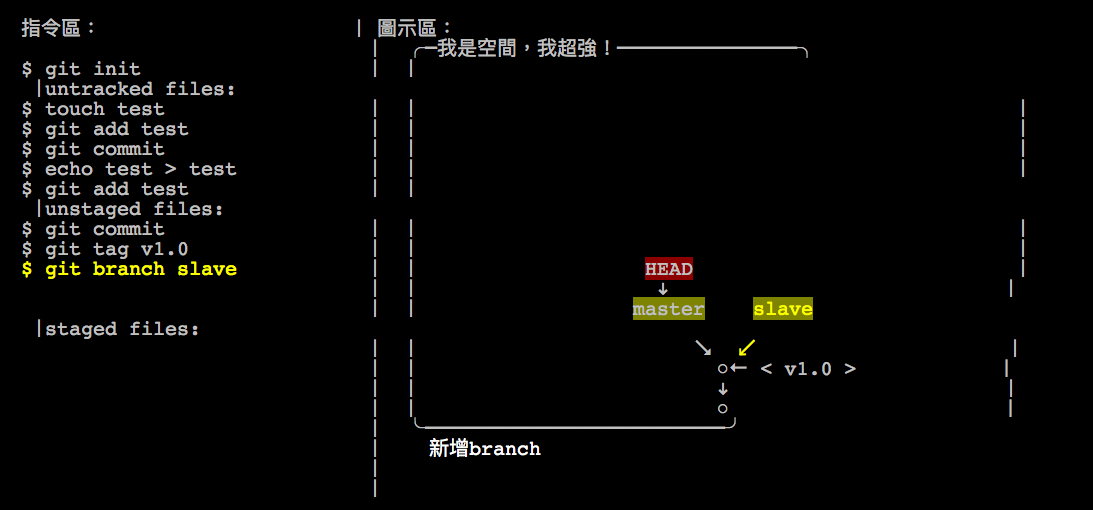 指令區： | 圖示區：
我是空間，我超強！
$ git init
|untracked files:
$ touch test
$ git add test
$ git commit
$ echo test > test
$ git add test
|unstaged files:
$ git commit
$ git tag v1.0
$ git branch slave HEAD
↓
master slave
|staged files:
↘ ↙
○← < v1.0 >
↓
○
新增branch